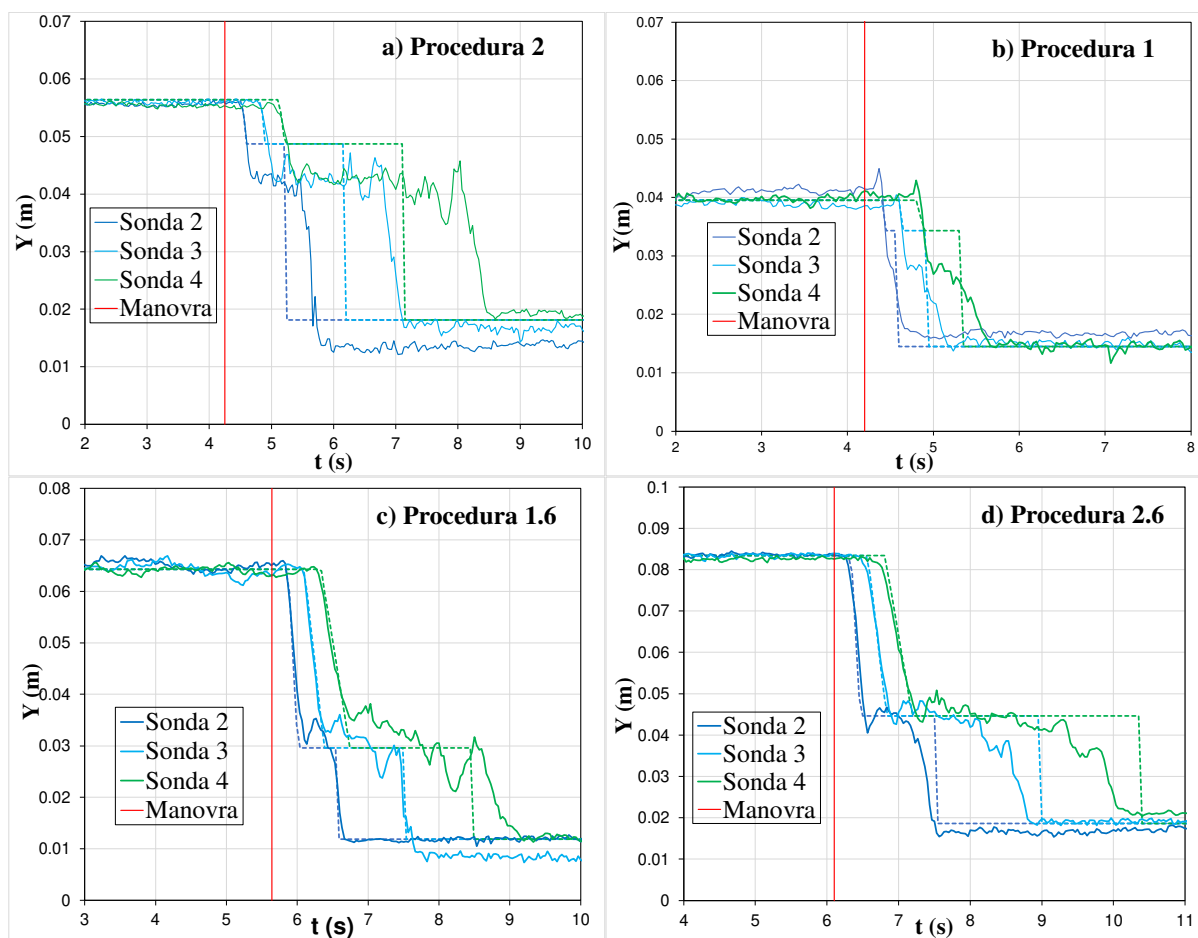 a) Procedura 2
0.07
0.06
0.05
0.04
0.03
0.02
0.01
0
Y (m)
Sonda 2
Sonda 3
Sonda 4
Manovra
2 3 4 5 6 7 8 9 10
t (s)
b) Procedura 1
0.07
0.06
0.05
0.04
0.03
0.02
0.01
0
Y(m)
Sonda 2
Sonda 3
Sonda 4
Manovra
2 3 4 5 6 7 8
t (s)
c) Procedura 1.6
0.08
0.07
0.06
0.05
0.04
0.03
0.02
0.01
0
Y (m)
Sonda 2
Sonda 3
Sonda 4
Manovra
3 4 5 6 7 8 9 10
t (s)
d) Procedura 2.6
0.1
0.09
0.08
0.07
0.06
0.05
0.04
0.03
0.02
0.01
0
Y (m)
Sonda 2
Sonda 3
Sonda 4
Manovra
4 5 6 7 8 9 10 11
t (s)